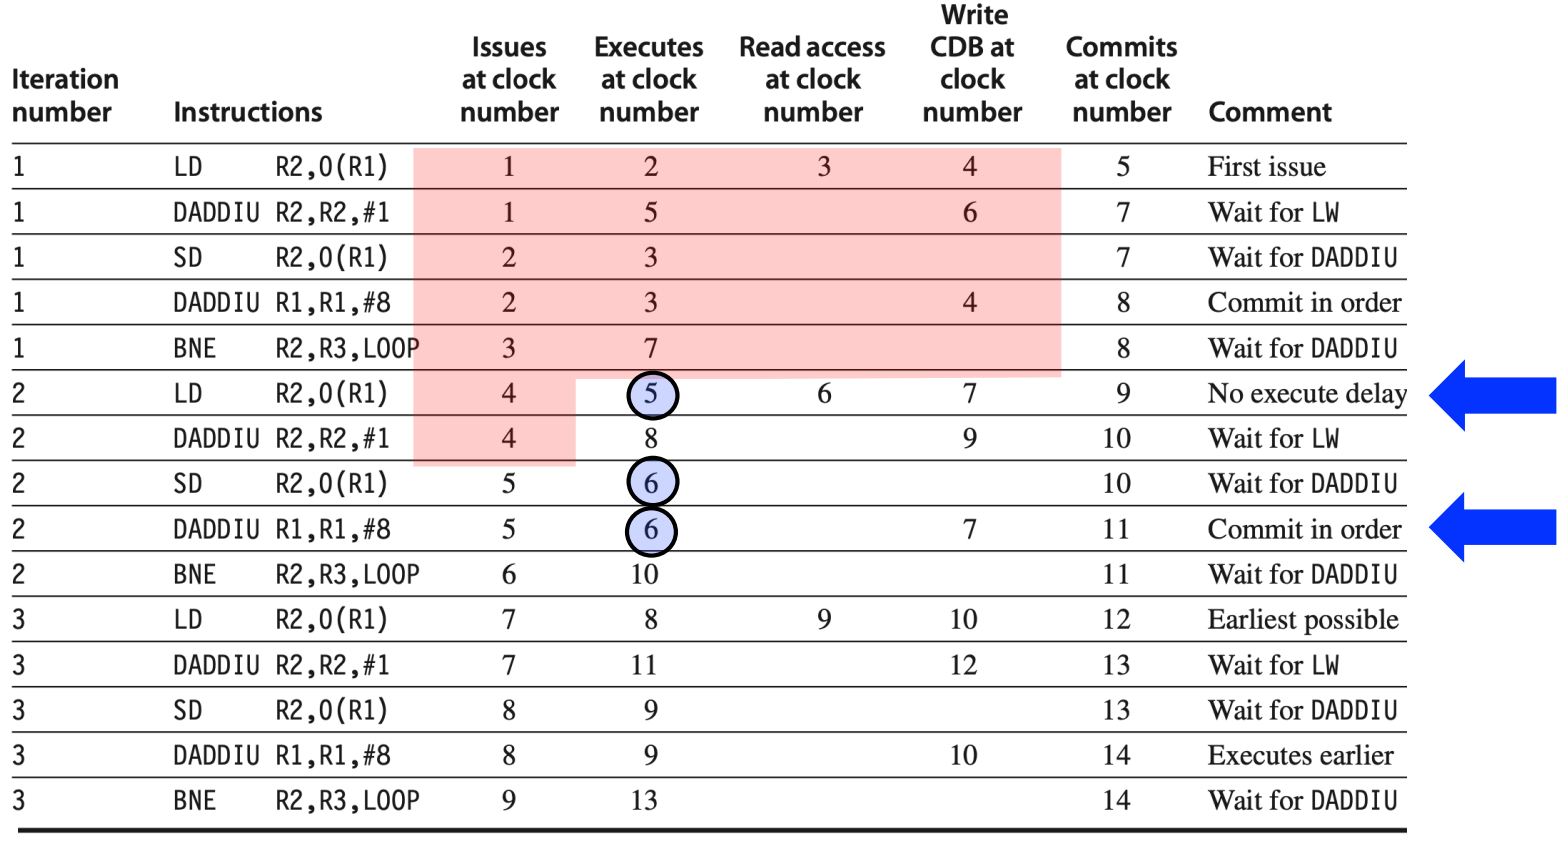 Iteration number Instructions Issues at clock number Executes at clock number Read access at clock number Write CDB at clock number Commits at clock number Comment
1 LD R2,0(R1) 1 2 3 4 5 First issue
1 DADDIU R2,R2,#1 1 5 6 7 Wait for LW
1 SD R2,0(R1) 2 3 7 Wait for DADDIU
1 DADDIU R1,R1,#8 2 3 4 8 Commit in order
1 BNE R2,R3,LOOP 3 7 8 Wait for DADDIU
2 LD R2,0(R1) 4 5 6 7 9 No execute delay
2 DADDIU R2,R2,#1 4 8 9 10 Wait for LW
2 SD R2,0(R1) 5 6 10 Wait for DADDIU
2 DADDIU R1,R1,#8 5 6 7 11 Commit in order
2 BNE R2,R3,LOOP 6 10 11 Wait for DADDIU
3 LD R2,0(R1) 7 8 9 10 12 Earliest possible
3 DADDIU R2,R2,#1 7 11 12 13 Wait for LW
3 SD R2,0(R1) 8 9 13 Wait for DADDIU
3 DADDIU R1,R1,#8 8 9 10 14 Executes earlier
3 BNE R2,R3,LOOP 9 13 14 Wait for DADDIU